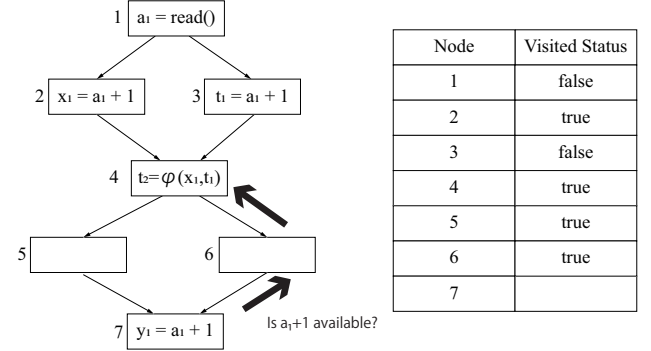 1 a₁ = read()
2 x₁ = a₁ + 1
3 t₁ = a₁ + 1
4 t₂=φ(x₁,t₁)
5
6
7 y₁ = a₁ + 1
Is a₁+1 available?
Node Visited Status
1 false
2 true
3 false
4 true
5 true
6 true
7